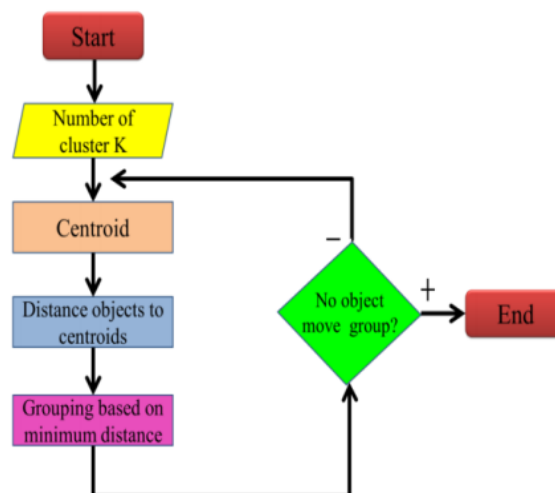 Start
Number of
cluster K
Centroid
Distance objects to
centroids
Grouping based on
minimum distance
−
No object
move group?
+
End